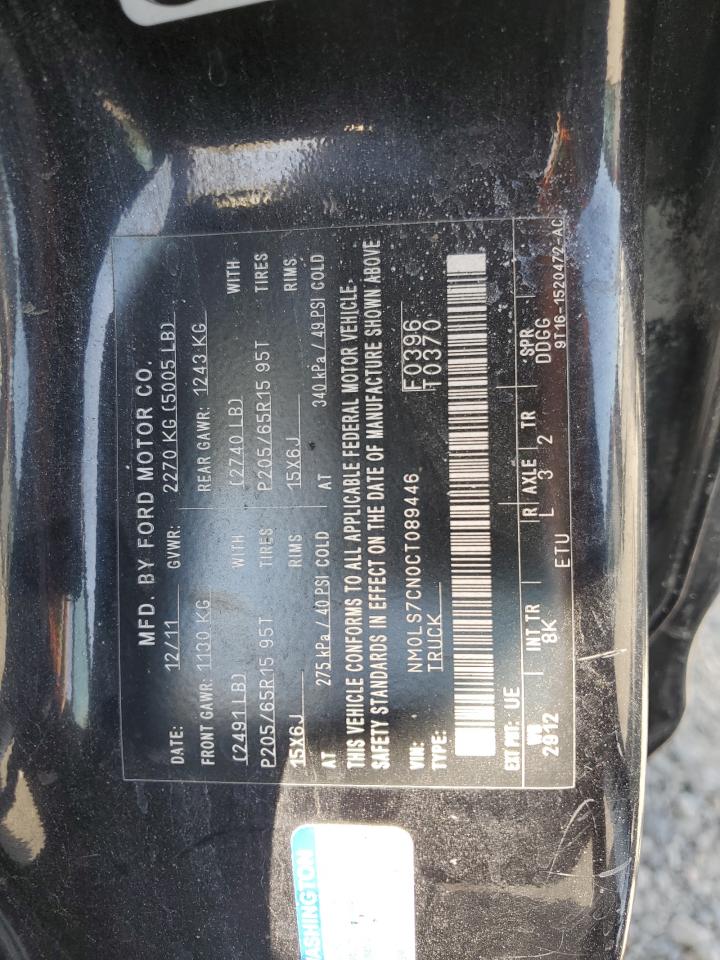 MFD. BY FORD MOTOR CO.
DATE: 12/11 GVWR: 2270 KG (5005 LB)
FRONT GAWR: 1130 KG REAR GAWR: 1243 KG
(2491 LB) WITH (2740 LB) WITH
P205/65R15 95T TIRES P205/65R15 95T TIRES
15X6J RIMS 15X6J RIMS
AT 275 kPa / 40 PSI COLD AT 340 kPa / 49 PSI COLD
THIS VEHICLE CONFORMS TO ALL APPLICABLE FEDERAL MOTOR VEHICLE-
SAFETY STANDARDS IN EFFECT ON THE DATE OF MANUFACTURE SHOWN ABOVE
VIN: NM0LS7CN0CT089446 F0396
TYPE: TRUCK T0370
EXT PNT: UE INT TR R AXLE TR SPR
2012 8K L 3 2 DDGG
ETU 9T16-1520472-AC
WASHINGTON